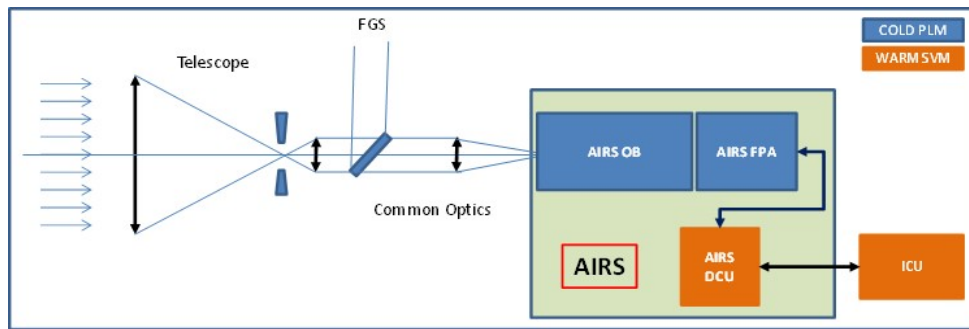 FGS
COLD PLM
WARM SVM
Telescope
AIRS OB
AIRS FPA
Common Optics
AIRS
AIRS
DCU
ICU